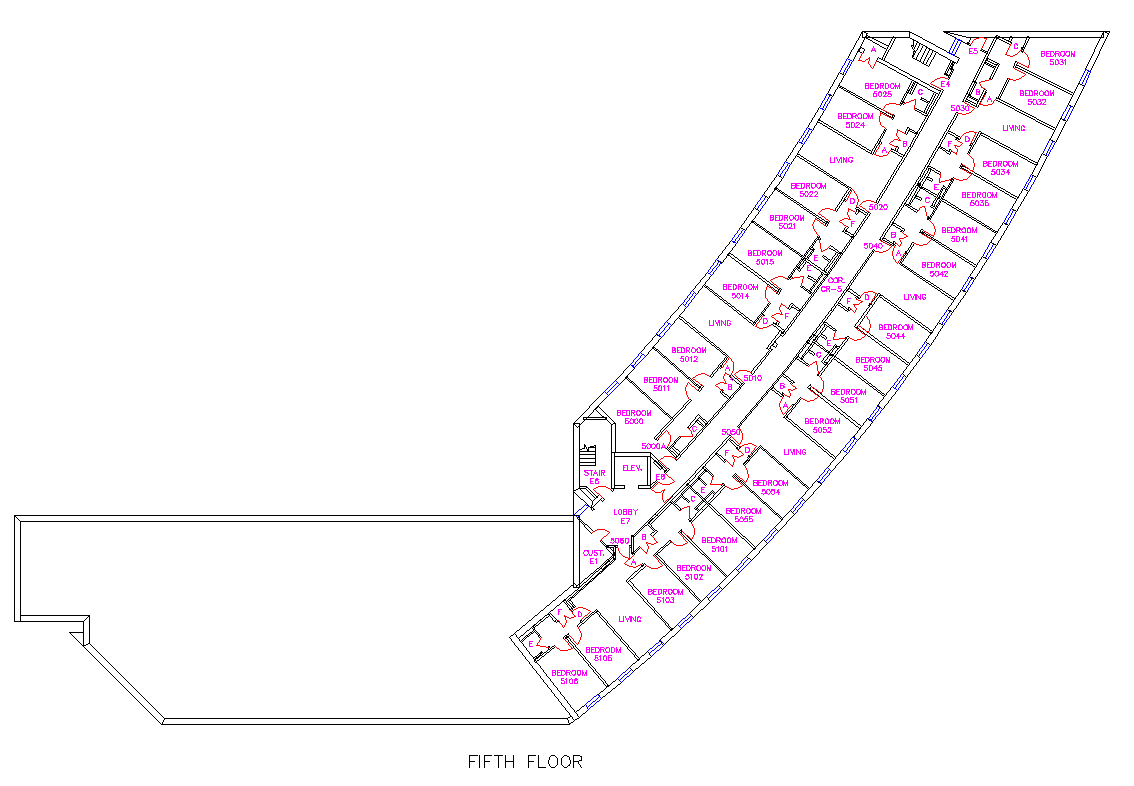 A
E5
C
BEDROOM
5031
E4
BEDROOM
5025
C
B
A
BEDROOM
5032
5030
BEDROOM
5024
LIVING
A
B
F
D
LIVING
BEDROOM
5034
BEDROOM
5022
D
5020
E
C
BEDROOM
5035
BEDROOM
5021
F
B
BEDROOM
5041
5040
A
BEDROOM
5015
E
E
BEDROOM
5042
COR.
CR-5
BEDROOM
5014
F
D
LIVING
D
F
LIVING
BEDROOM
5044
E
C
BEDROOM
5012
BEDROOM
5045
A
5010
B
BEDROOM
5011
B
A
BEDROOM
5051
BEDROOM
5000
C
BEDROOM
5052
5050
5000A
F
D
LIVING
ELEV.
STAIR
E6
E8
BEDROOM
5054
E
C
LOBBY
E7
BEDROOM
5055
5060
B
BEDROOM
5101
CUST.
E1
A
BEDROOM
5102
BEDROOM
5103
F
D
LIVING
E
BEDROOM
5105
BEDROOM
5106
FIFTH FLOOR